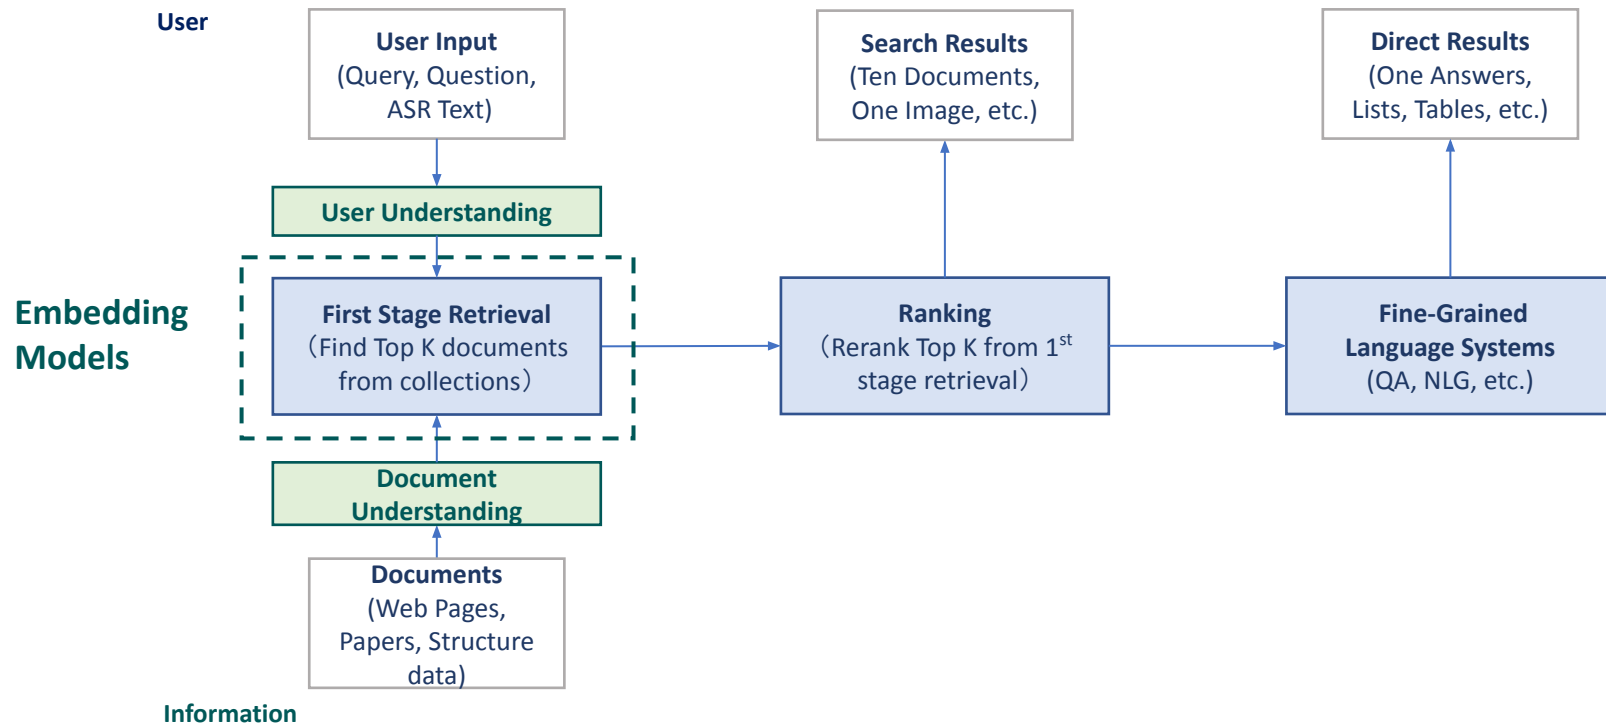 User
User Input
(Query, Question,
ASR Text)
Search Results
(Ten Documents,
One Image, etc.)
Direct Results
(One Answers,
Lists, Tables, etc.)
User Understanding
Embedding
Models
First Stage Retrieval
（Find Top K documents
from collections）
Ranking
（Rerank Top K from 1st
stage retrieval）
Fine-Grained
Language Systems
(QA, NLG, etc.)
Document
Understanding
Documents
(Web Pages,
Papers, Structure
data)
Information